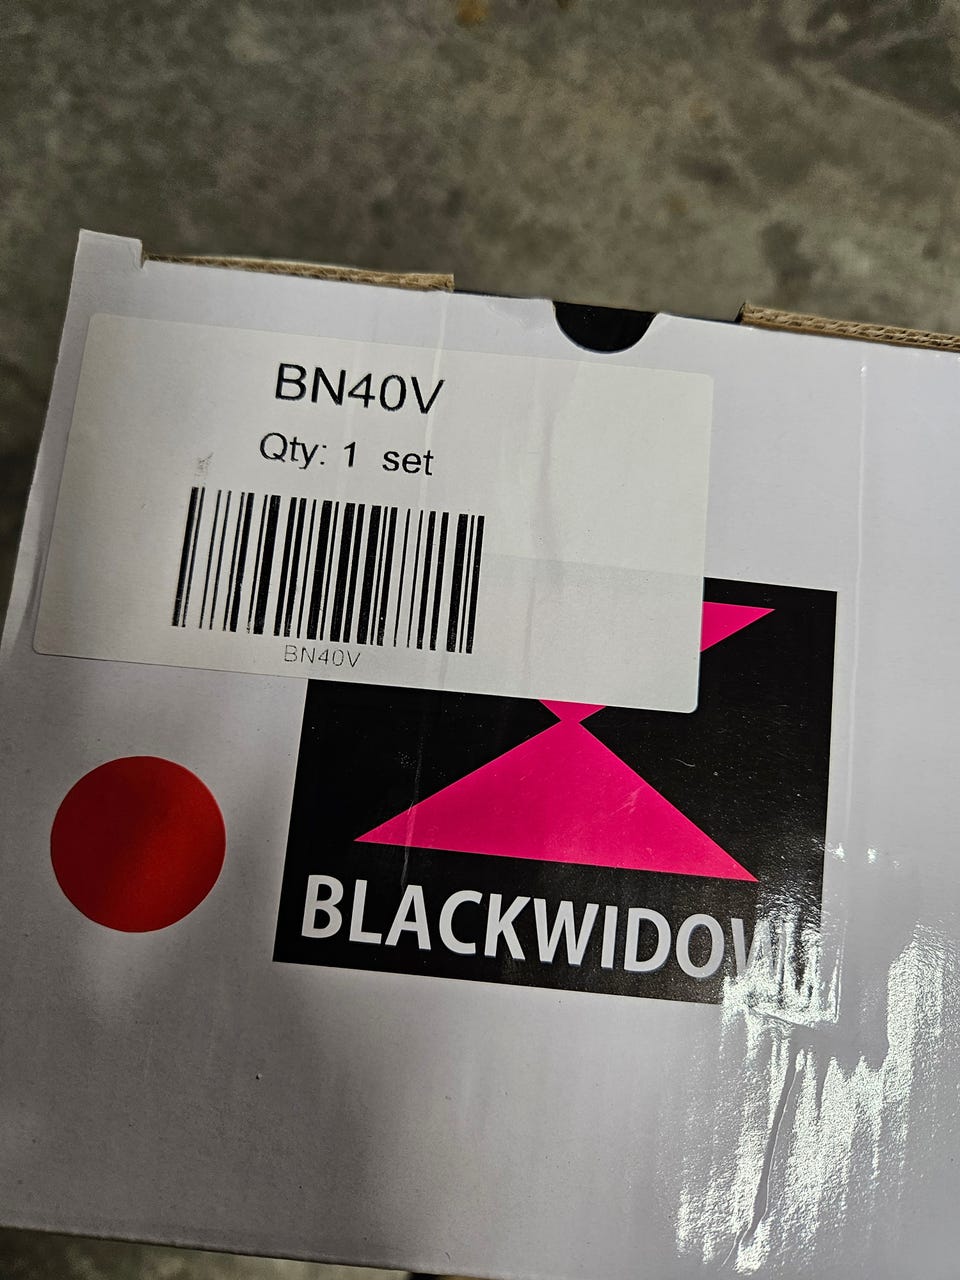 BN40V
Qty: 1 set
BN40V
BLACKWIDOW